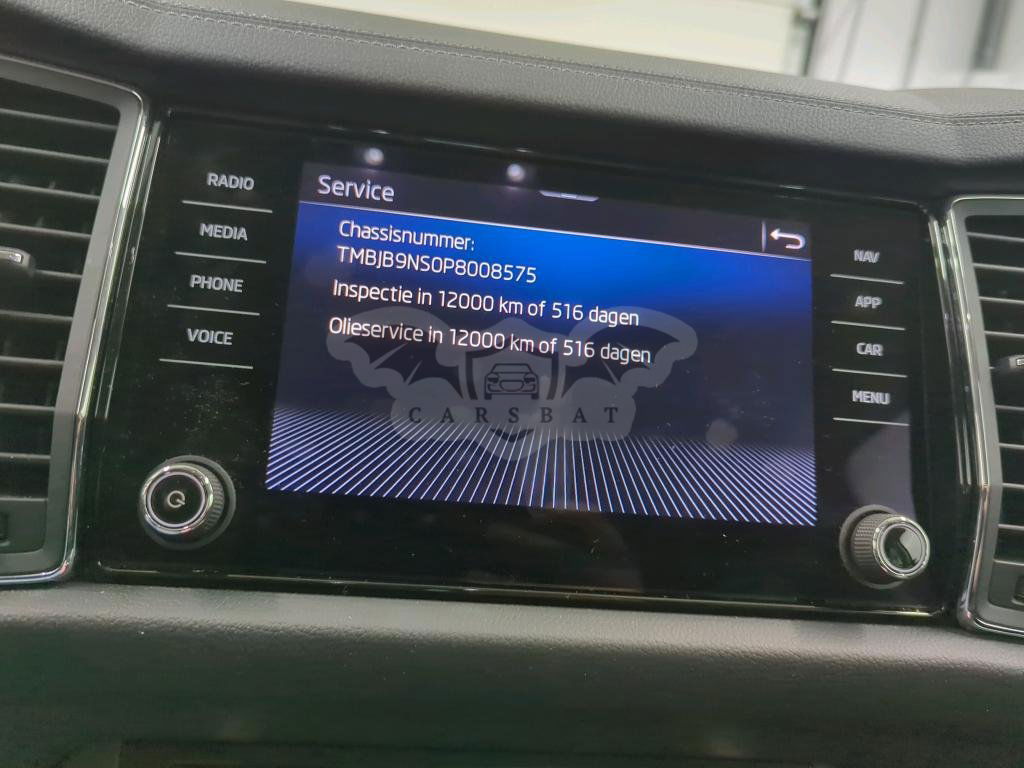 RADIO
MEDIA
PHONE
VOICE
Service
Chassisnummer:
TMBJB9NS0P8008575
Inspectie in 12000 km of 516 dagen
Olieservice in 12000 km of 516 dagen
CARSBAT
NAV
APP
CAR
MENU